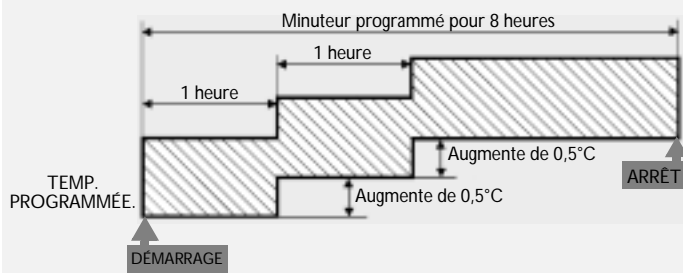 Minuteur programmé pour 8 heures
1 heure
1 heure
Augmente de 0,5°C
TEMP.
PROGRAMMÉE.
Augmente de 0,5°C
ARRÊT
DÉMARRAGE